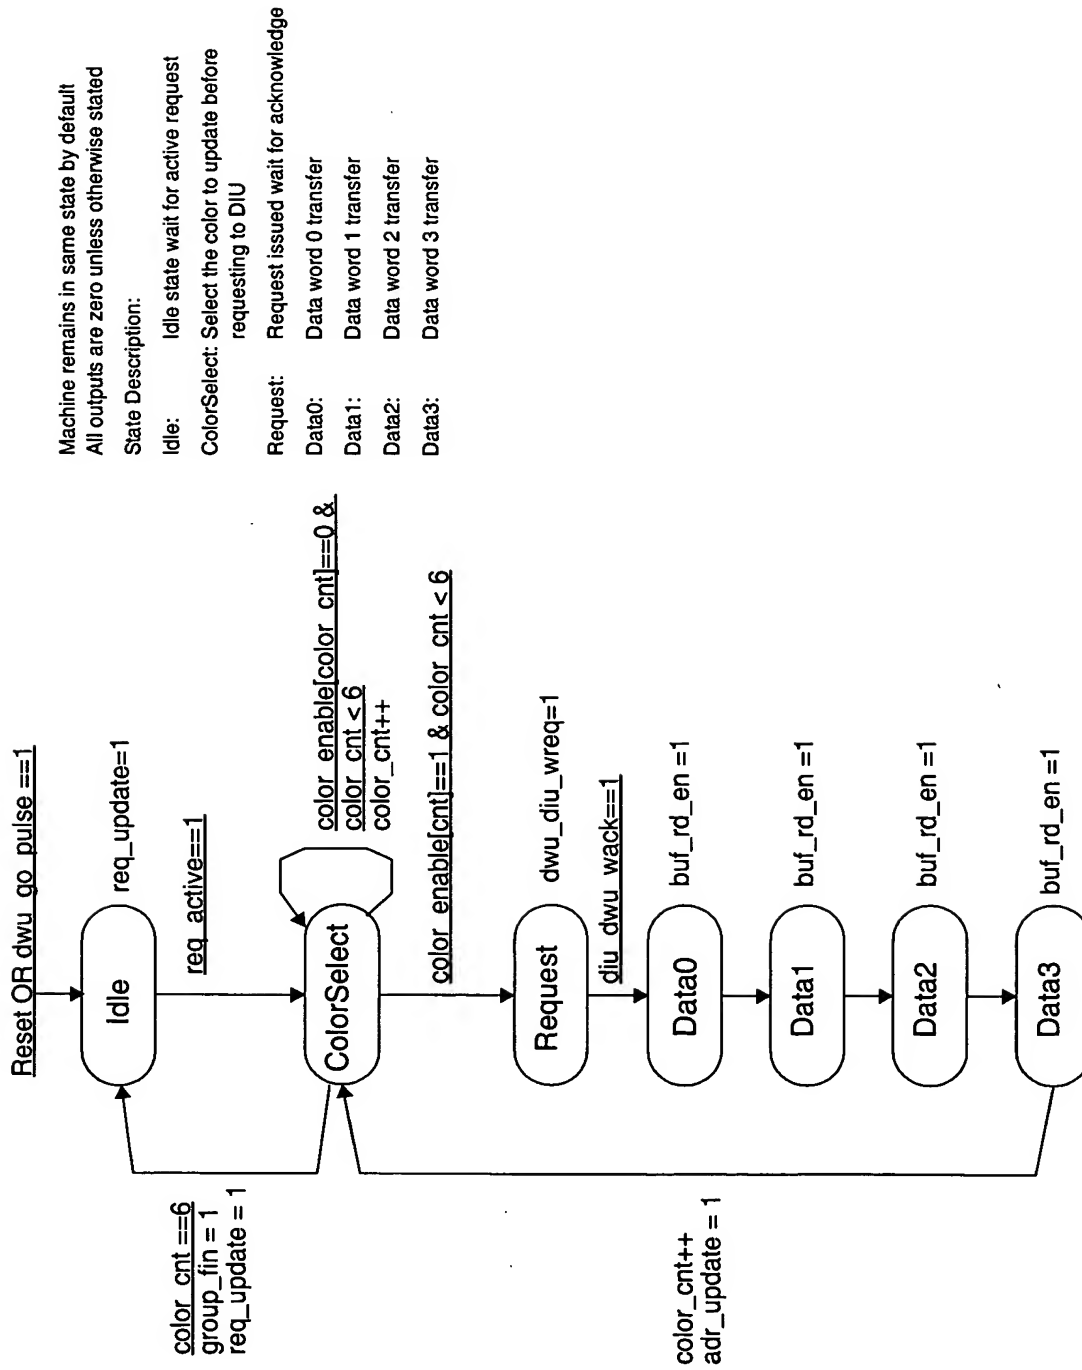 Reset OR dwu_go_pulse ==1
Idle
req_update=1
req_active==1
color_cnt ==6
group_fin = 1
req_update = 1
ColorSelect
color_enable[color_cnt]==0 &
color_cnt < 6
color_cnt++
color_enable[cnt]==1 & color_cnt < 6
Request
dwu_diu_wreq=1
diu_dwu_wack==1
Data0
buf_rd_en =1
Data1
buf_rd_en =1
Data2
buf_rd_en =1
Data3
buf_rd_en =1
color_cnt++
adr_update = 1
Machine remains in same state by default
All outputs are zero unless otherwise stated
State Description:
Idle: Idle state wait for active request
ColorSelect: Select the color to update before
requesting to DIU
Request: Request issued wait for acknowledge
Data0: Data word 0 transfer
Data1: Data word 1 transfer
Data2: Data word 2 transfer
Data3: Data word 3 transfer